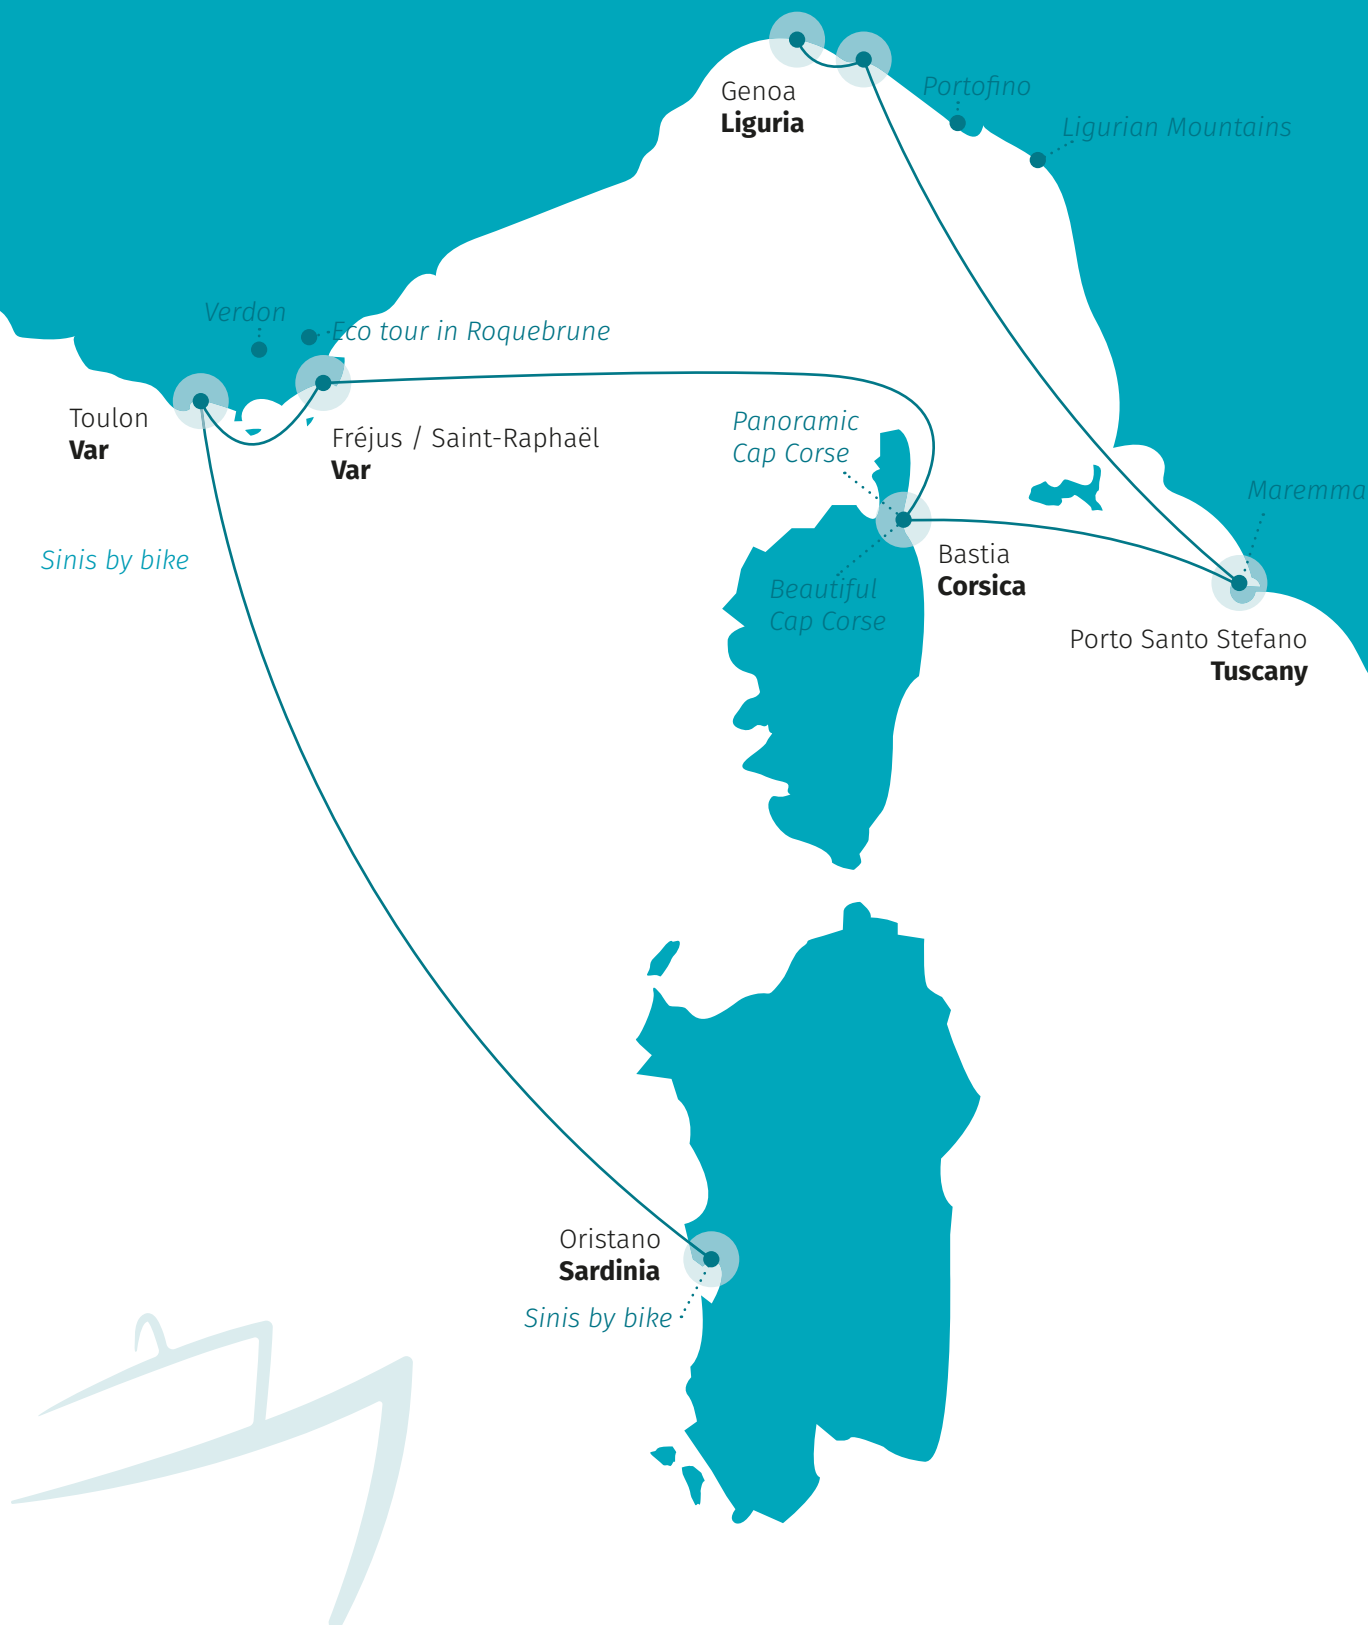 Genoa
Liguria
Portofino
Ligurian Mountains
Verdon
Eco tour in Roquebrune
Toulon
Var
Fréjus / Saint-Raphaël
Var
Panoramic
Cap Corse
Maremma
Sinis by bike
Bastia
Corsica
Beautiful
Cap Corse
Porto Santo Stefano
Tuscany
Oristano
Sardinia
Sinis by bike